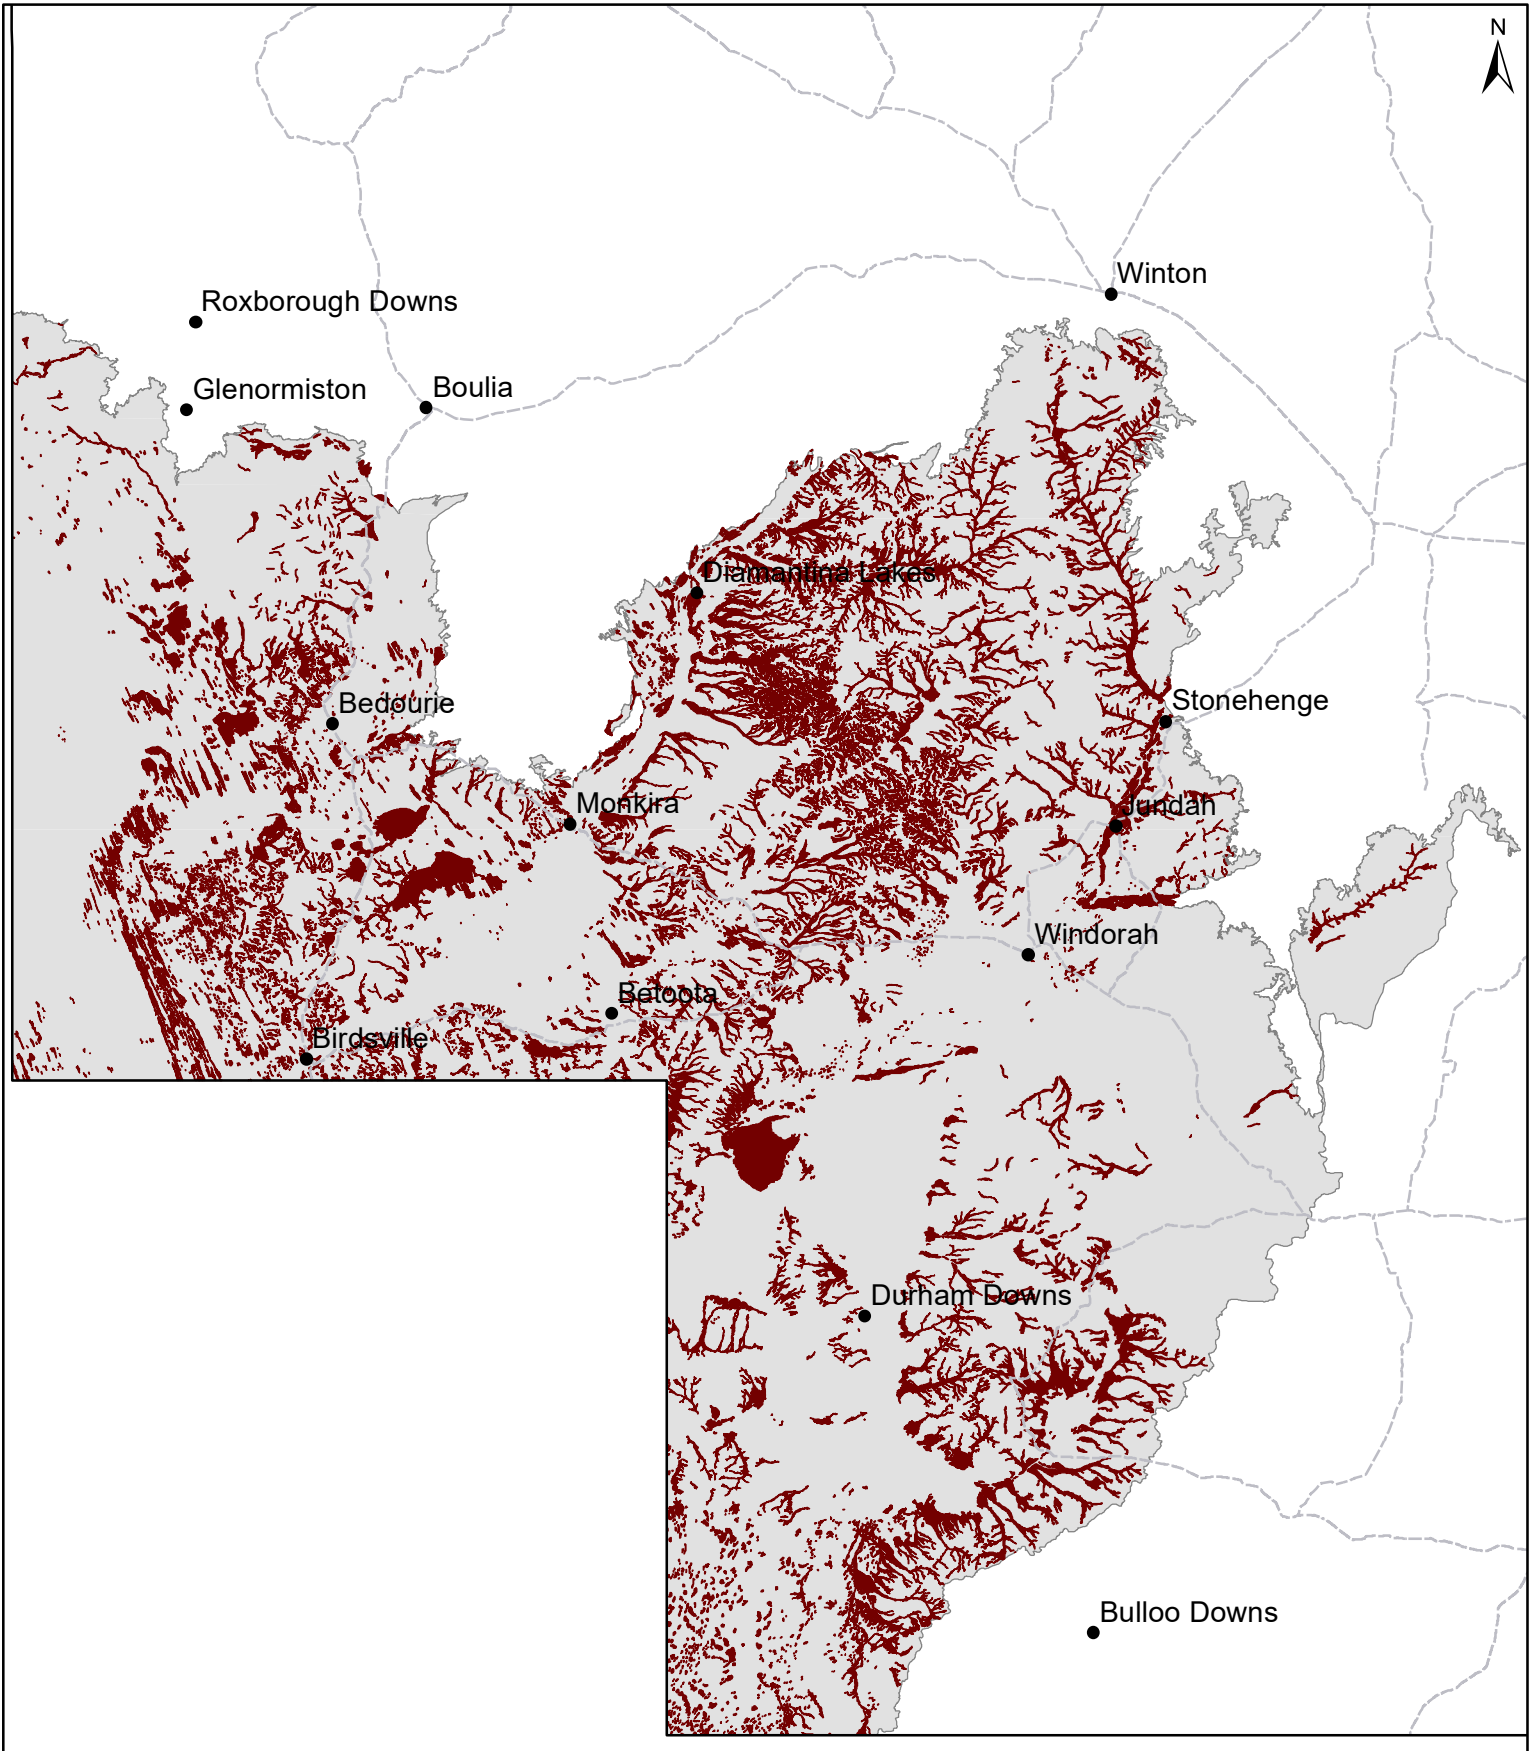 N
Winton
Roxborough Downs
Boulia
Glenormiston
Diamantina Lakes
Stonehenge
Bedourie
Monkira
Jundah
Windorah
Betoota
Birdsville
Durham Downs
Bulloo Downs